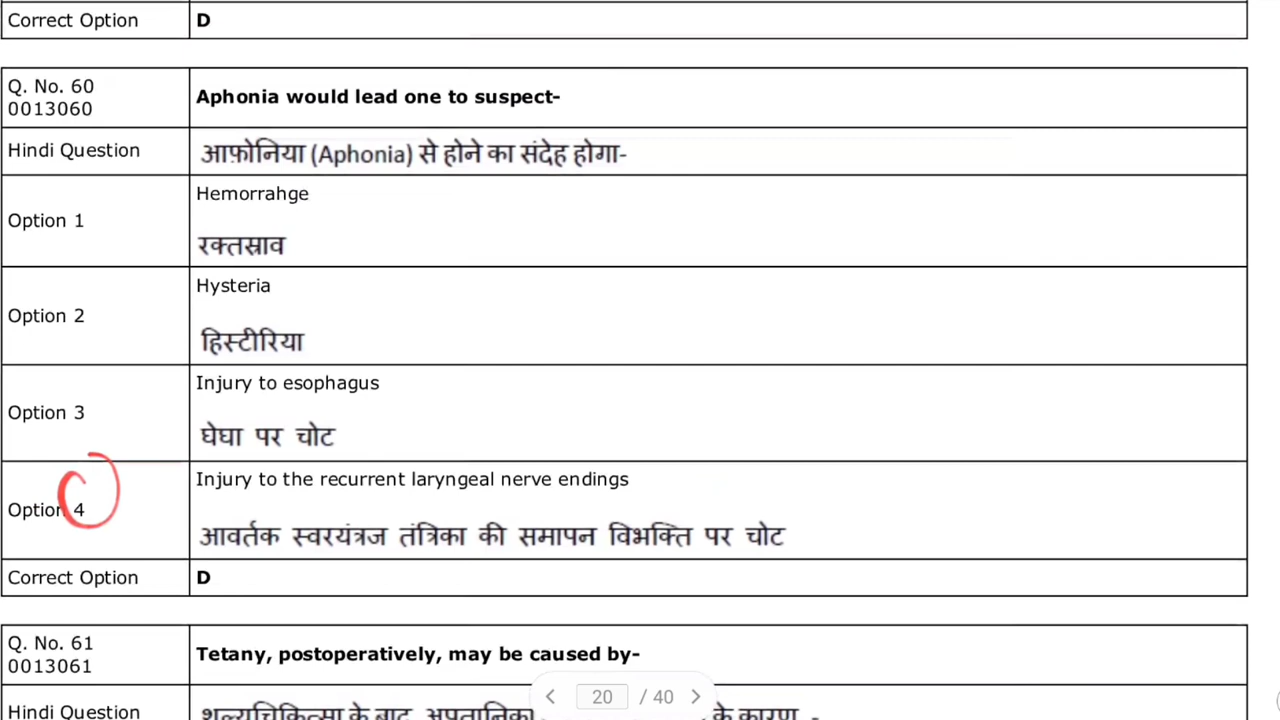 Correct Option D
Q. No. 60
0013060
Aphonia would lead one to suspect-
Hindi Question
आफ़ोनिया (Aphonia) से होने का संदेह होगा-
Option 1
Hemorrahge
रक्तस्राव
Option 2
Hysteria
हिस्टीरिया
Option 3
Injury to esophagus
घेघा पर चोट
Option 4
Injury to the recurrent laryngeal nerve endings
आवर्तक स्वरयंत्रज तंत्रिका की समापन विभक्ति पर चोट
Correct Option D
Q. No. 61
0013061
Tetany, postoperatively, may be caused by-
Hindi Question
शल्यचिकित्सा के बाद, के कारण -
20 / 40